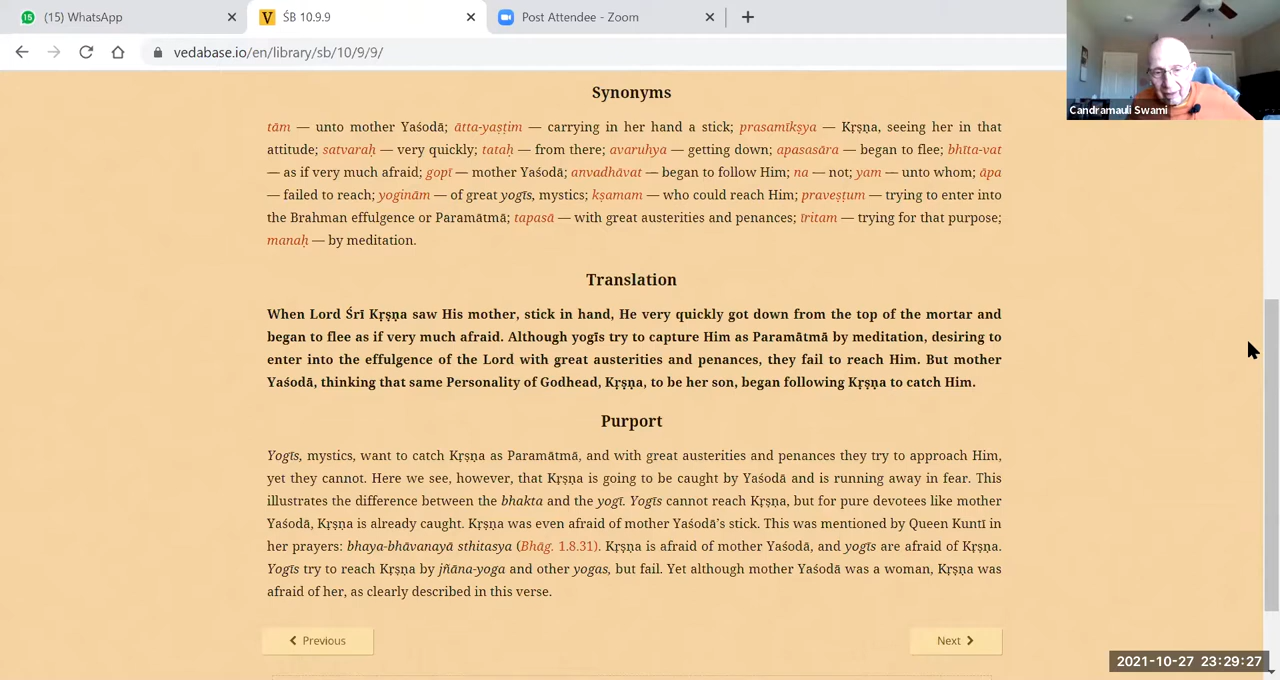 (15) WhatsApp
ŚB 10.9.9
Post Attendee - Zoom
vedabase.io/en/library/sb/10/9/9/
Candramauli Swami
Synonyms
tām — unto mother Yaśodā; ātta-yaṣṭim — carrying in her hand a stick; prasamīkṣya — Kṛṣṇa, seeing her in that
attitude; satvaraḥ — very quickly; tataḥ — from there; avaruhya — getting down; apasasāra — began to flee; bhīta-vat
— as if very much afraid; gopī — mother Yaśodā; anvadhāvat — began to follow Him; na — not; yam — unto whom; āpa
— failed to reach; yoginām — of great yogīs, mystics; kṣamam — who could reach Him; praveṣṭum — trying to enter into
the Brahman effulgence or Paramātmā; tapasā — with great austerities and penances; īritam — trying for that purpose;
manaḥ — by meditation.
Translation
When Lord Śrī Kṛṣṇa saw His mother, stick in hand, He very quickly got down from the top of the mortar and
began to flee as if very much afraid. Although yogīs try to capture Him as Paramātmā by meditation, desiring to
enter into the effulgence of the Lord with great austerities and penances, they fail to reach Him. But mother
Yaśodā, thinking that same Personality of Godhead, Kṛṣṇa, to be her son, began following Kṛṣṇa to catch Him.
Purport
Yogīs, mystics, want to catch Kṛṣṇa as Paramātmā, and with great austerities and penances they try to approach Him,
yet they cannot. Here we see, however, that Kṛṣṇa is going to be caught by Yaśodā and is running away in fear. This
illustrates the difference between the bhakta and the yogī. Yogīs cannot reach Kṛṣṇa, but for pure devotees like mother
Yaśodā, Kṛṣṇa is already caught. Kṛṣṇa was even afraid of mother Yaśodā’s stick. This was mentioned by Queen Kuntī in
her prayers: bhaya-bhāvanayā sthitasya (Bhāg. 1.8.31). Kṛṣṇa is afraid of mother Yaśodā, and yogīs are afraid of Kṛṣṇa.
Yogīs try to reach Kṛṣṇa by jñāna-yoga and other yogas, but fail. Yet although mother Yaśodā was a woman, Kṛṣṇa was
afraid of her, as clearly described in this verse.
Previous
Next
2021-10-27 23:29:27